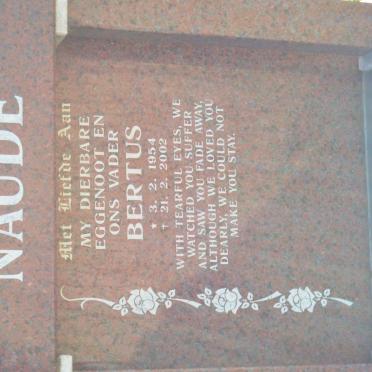 NAUDE
Met Liefde Aan
MY DIERBARE
EGGENOOT EN
ONS VADER
BERTUS
* 3. 2. 1954
+ 21. 2. 2002
WITH TEARFUL EYES, WE
WATCHED YOU SUFFER
AND SAW YOU FADE AWAY,
ALTHOUGH WE LOVED YOU
DEARLY, WE COULD NOT
MAKE YOU STAY.